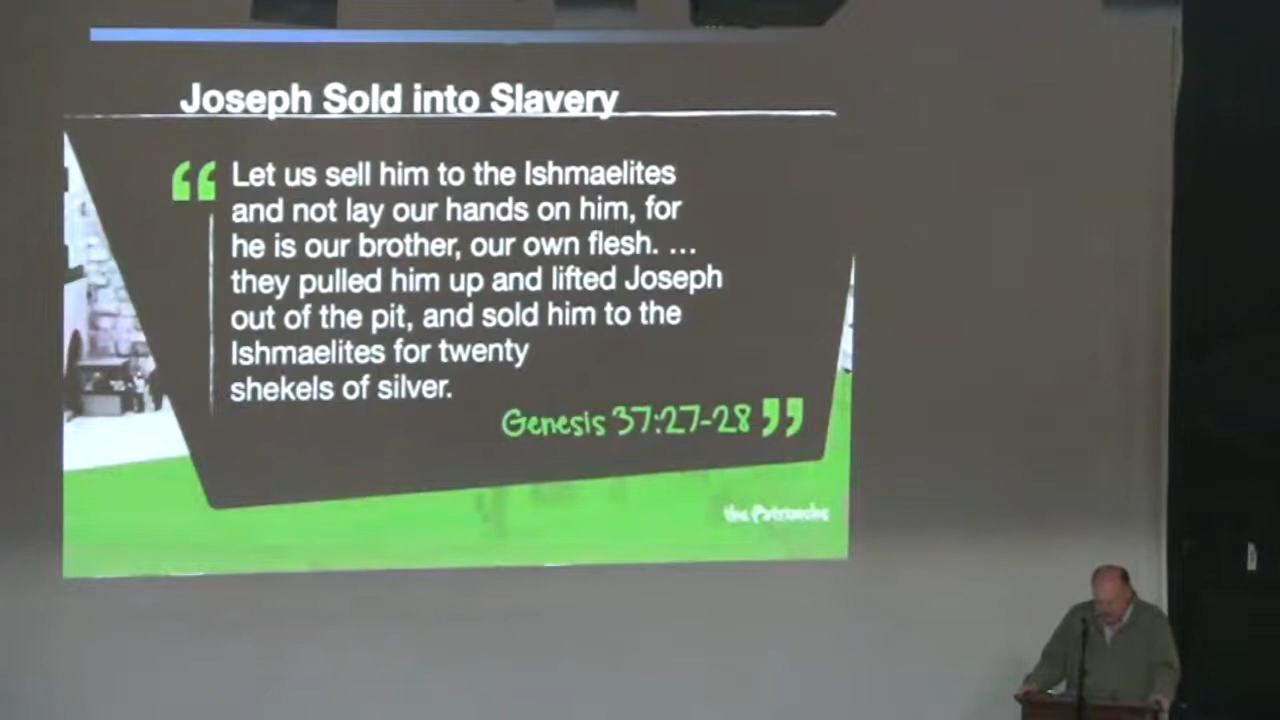 Joseph Sold into Slavery
“ Let us sell him to the Ishmaelites
and not lay our hands on him, for
he is our brother, our own flesh. …
they pulled him up and lifted Joseph
out of the pit, and sold him to the
Ishmaelites for twenty
shekels of silver.
Genesis 37:27-28 ”
the Patriarchs